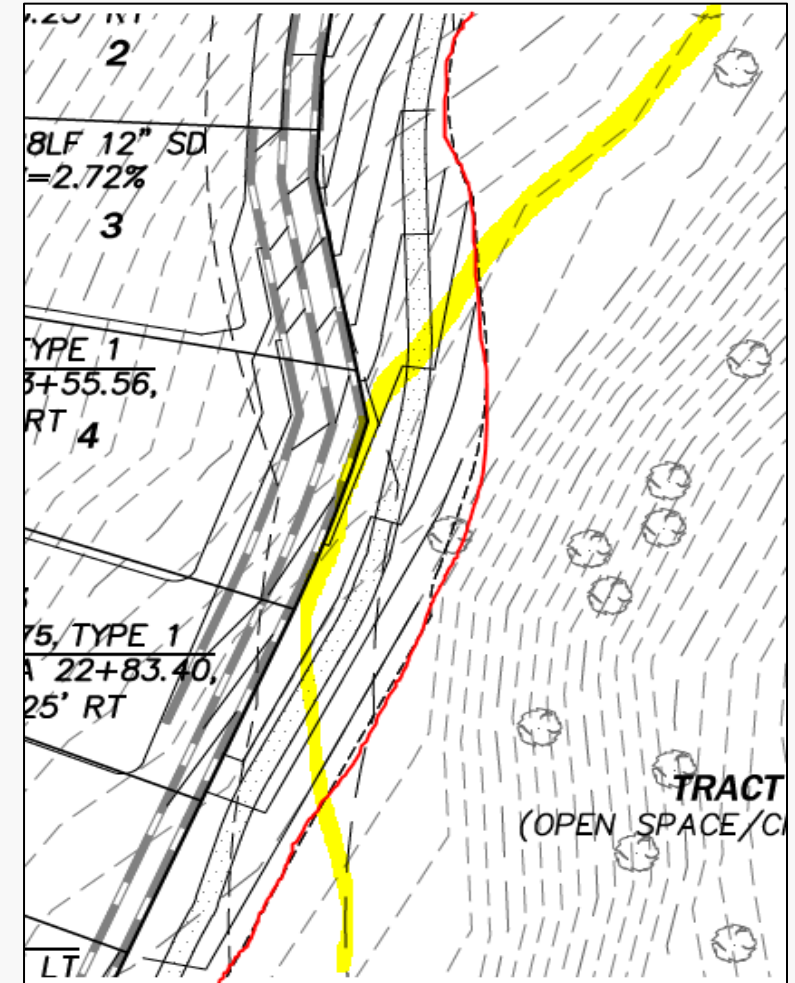 2
8LF 12" SD
=2.72%
3
TYPE 1
3+55.56,
RT
4
75, TYPE 1
A 22+83.40,
25' RT
TRACT
(OPEN SPACE/C
LT